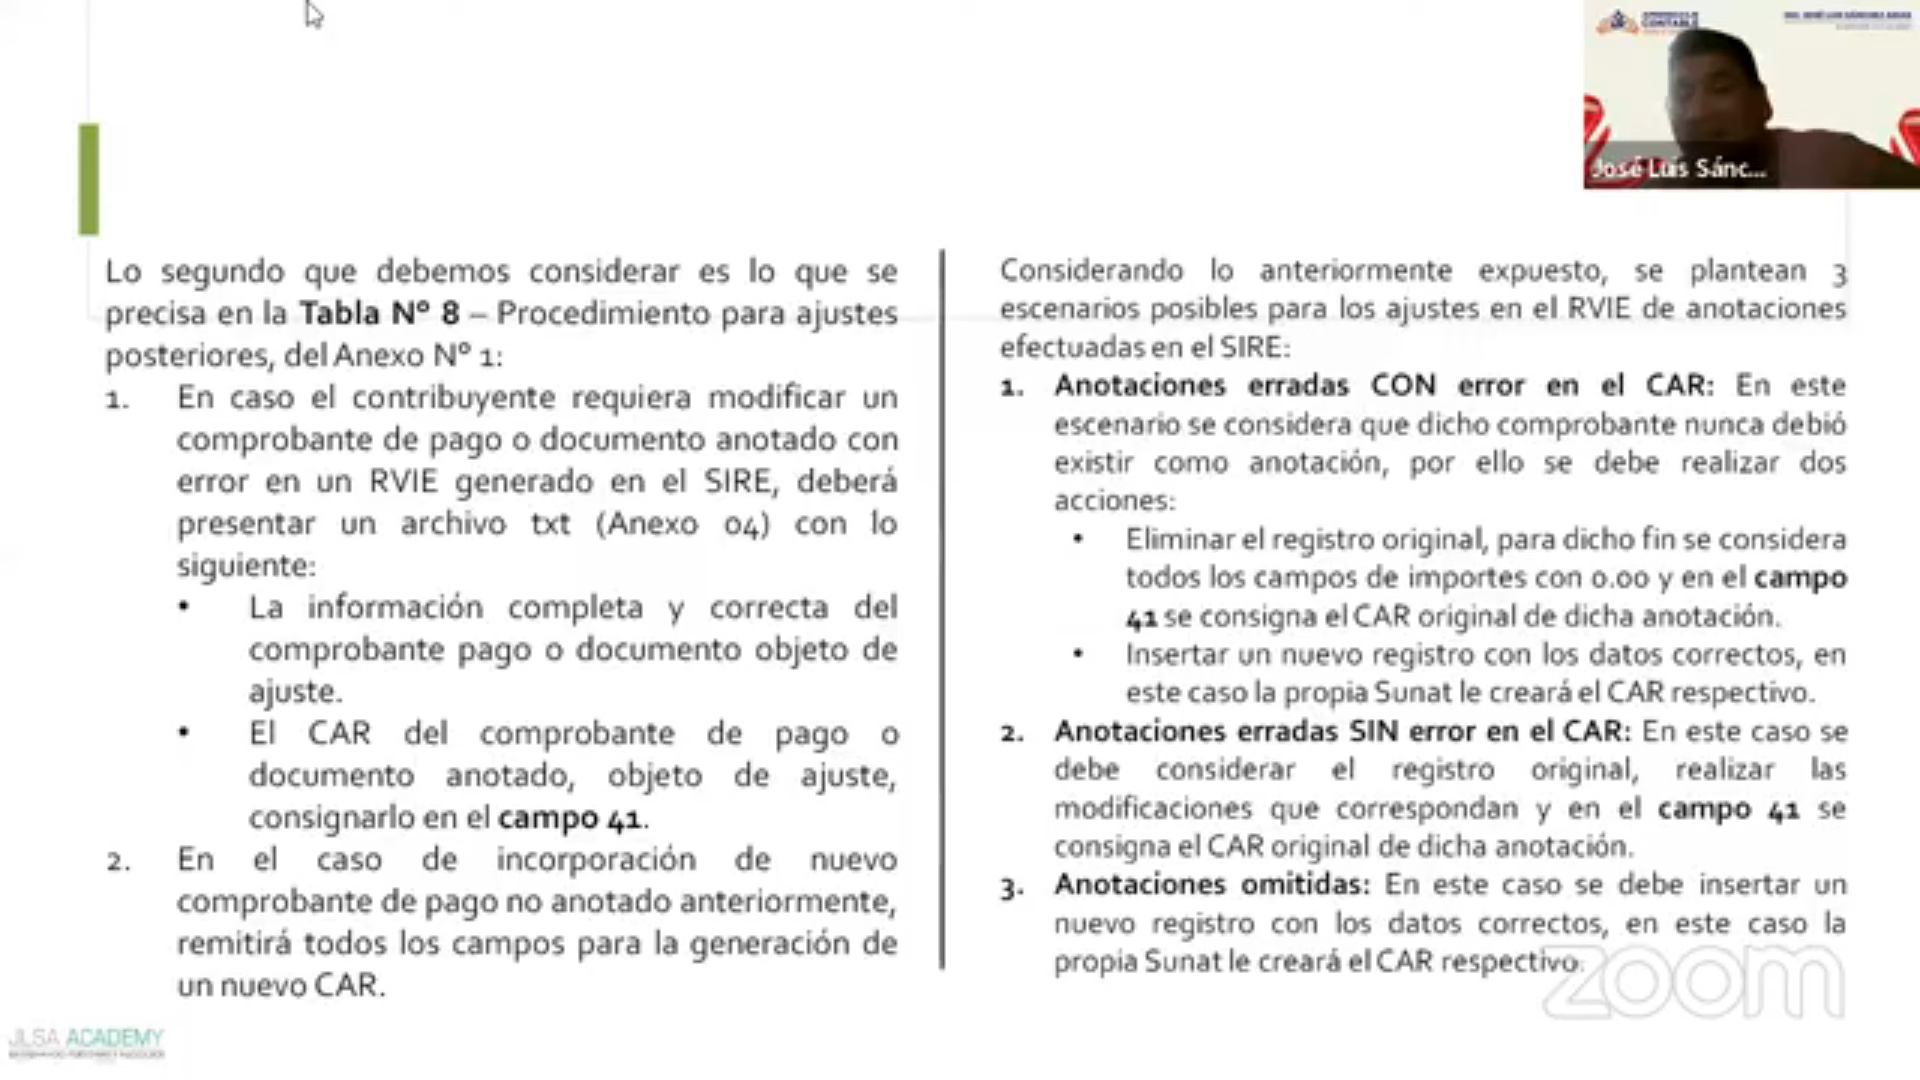 CONTABLE
José Luis Sánc...
Lo segundo que debemos considerar es lo que se
precisa en la Tabla Nº 8 – Procedimiento para ajustes
posteriores, del Anexo Nº 1:
1. En caso el contribuyente requiera modificar un
comprobante de pago o documento anotado con
error en un RVIE generado en el SIRE, deberá
presentar un archivo txt (Anexo 04) con lo
siguiente:
• La información completa y correcta del
comprobante pago o documento objeto de
ajuste.
• El CAR del comprobante de pago o
documento anotado, objeto de ajuste,
consignarlo en el campo 41.
2. En el caso de incorporación de nuevo
comprobante de pago no anotado anteriormente,
remitirá todos los campos para la generación de
un nuevo CAR.
Considerando lo anteriormente expuesto, se plantean 3
escenarios posibles para los ajustes en el RVIE de anotaciones
efectuadas en el SIRE:
1. Anotaciones erradas CON error en el CAR: En este
escenario se considera que dicho comprobante nunca debió
existir como anotación, por ello se debe realizar dos
acciones:
• Eliminar el registro original, para dicho fin se considera
todos los campos de importes con 0.00 y en el campo
41 se consigna el CAR original de dicha anotación.
• Insertar un nuevo registro con los datos correctos, en
este caso la propia Sunat le creará el CAR respectivo.
2. Anotaciones erradas SIN error en el CAR: En este caso se
debe considerar el registro original, realizar las
modificaciones que correspondan y en el campo 41 se
consigna el CAR original de dicha anotación.
3. Anotaciones omitidas: En este caso se debe insertar un
nuevo registro con los datos correctos, en este caso la
propia Sunat le creará el CAR respectivo.
zoom
JLSA ACADEMY